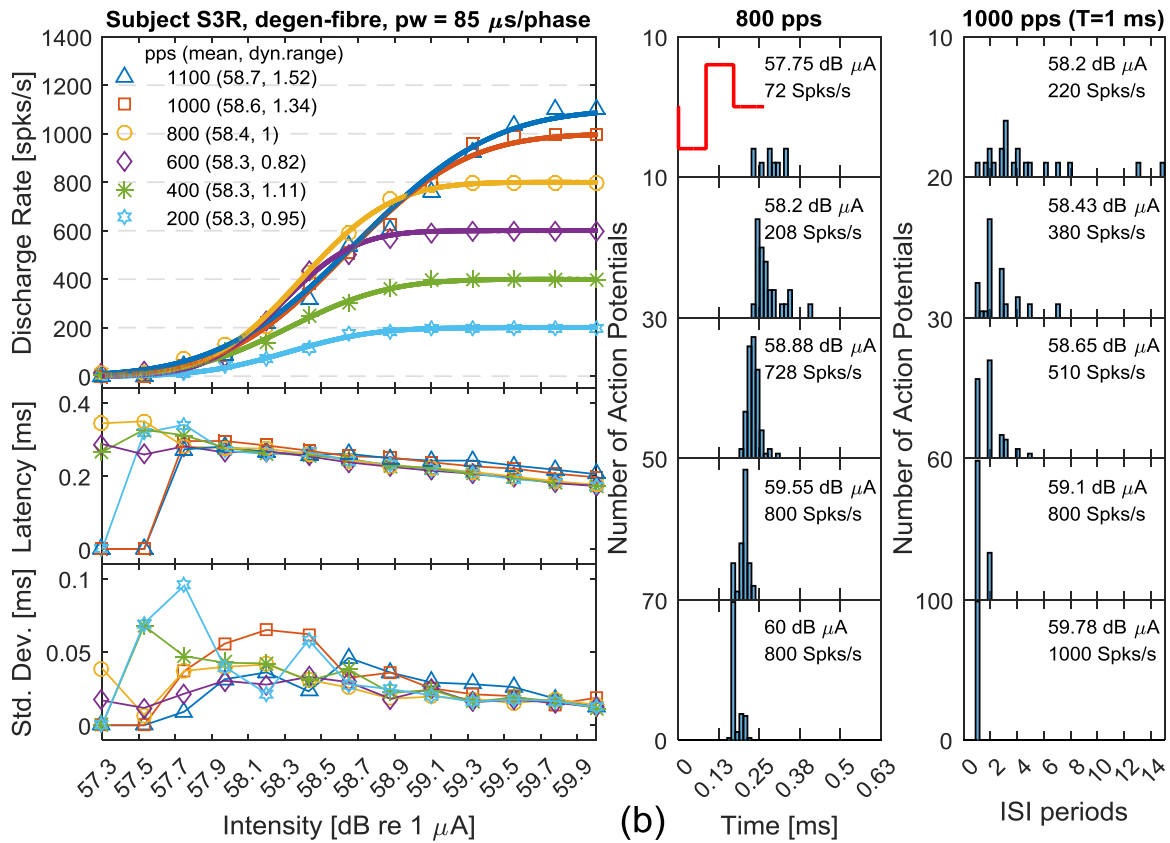 Subject S3R, degen-fibre, pw = 85 μs/phase
1400
1200
1000
800
600
400
200
0
Discharge Rate [spks/s]
pps (mean, dyn.range)
1100 (58.7, 1.52)
1000 (58.6, 1.34)
800 (58.4, 1)
600 (58.3, 0.82)
400 (58.3, 1.11)
200 (58.3, 0.95)
0.4
0.2
0
Latency [ms]
0.1
0.05
0
Std. Dev. [ms]
57.3
57.5
57.7
57.9
58.1
58.3
58.5
58.7
58.9
59.1
59.3
59.5
59.7
59.9
Intensity [dB re 1 μA]
(b)
800 pps
10
57.75 dB μA
72 Spks/s
10
58.2 dB μA
208 Spks/s
30
58.88 dB μA
728 Spks/s
50
59.55 dB μA
800 Spks/s
70
60 dB μA
800 Spks/s
0
Number of Action Potentials
0
0.13
0.25
0.38
0.5
0.63
Time [ms]
1000 pps (T=1 ms)
10
58.2 dB μA
220 Spks/s
20
58.43 dB μA
380 Spks/s
30
58.65 dB μA
510 Spks/s
60
59.1 dB μA
800 Spks/s
100
59.78 dB μA
1000 Spks/s
0
Number of Action Potentials
0
2
4
6
8
10
12
14
ISI periods